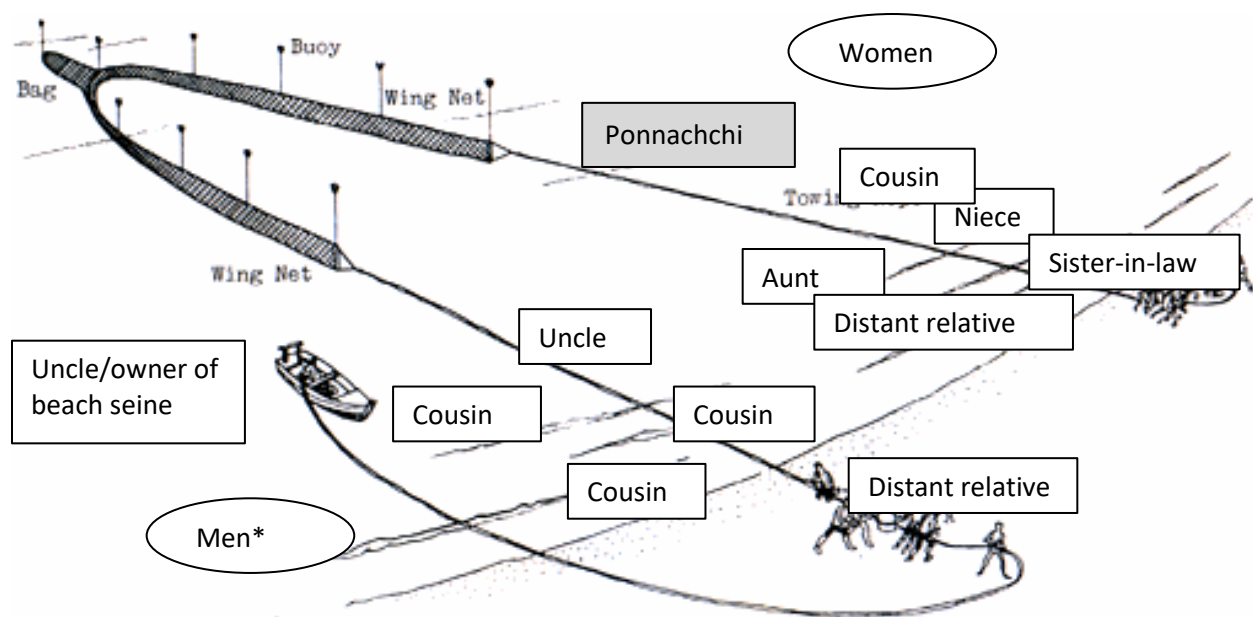 Women
Buoy
Bag
Wing Net
Ponnachchi
Cousin
Towing
Niece
Sister-in-law
Wing Net
Aunt
Distant relative
Uncle
Uncle/owner of
beach seine
Cousin
Cousin
Cousin
Distant relative
Men*